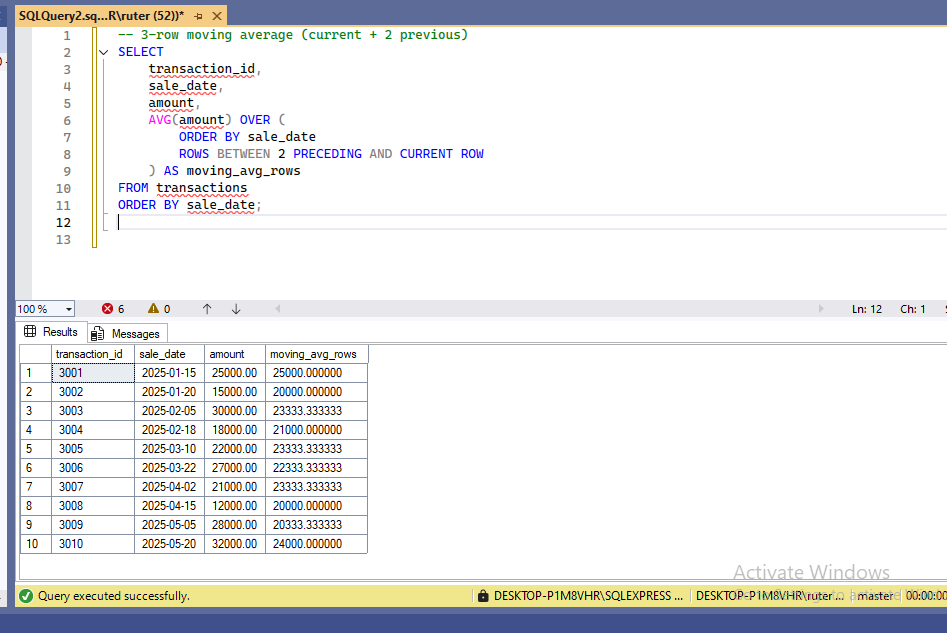 SQLQuery2.sq...R\ruter (52))*
1 -- 3-row moving average (current + 2 previous)
2 SELECT
3 transaction_id,
4 sale_date,
5 amount,
6 AVG(amount) OVER (
7 ORDER BY sale_date
8 ROWS BETWEEN 2 PRECEDING AND CURRENT ROW
9 ) AS moving_avg_rows
10 FROM transactions
11 ORDER BY sale_date;
12
13
100 % 6 0 Ln: 12 Ch: 1
Results Messages
transaction_id sale_date amount moving_avg_rows
1 3001 2025-01-15 25000.00 25000.000000
2 3002 2025-01-20 15000.00 20000.000000
3 3003 2025-02-05 30000.00 23333.333333
4 3004 2025-02-18 18000.00 21000.000000
5 3005 2025-03-10 22000.00 23333.333333
6 3006 2025-03-22 27000.00 22333.333333
7 3007 2025-04-02 21000.00 23333.333333
8 3008 2025-04-15 12000.00 20000.000000
9 3009 2025-05-05 28000.00 20333.333333
10 3010 2025-05-20 32000.00 24000.000000
Activate Windows
Query executed successfully. DESKTOP-P1M8VHR\SQLEXPRESS ... DESKTOP-P1M8VHR\ruter... master 00:00:00